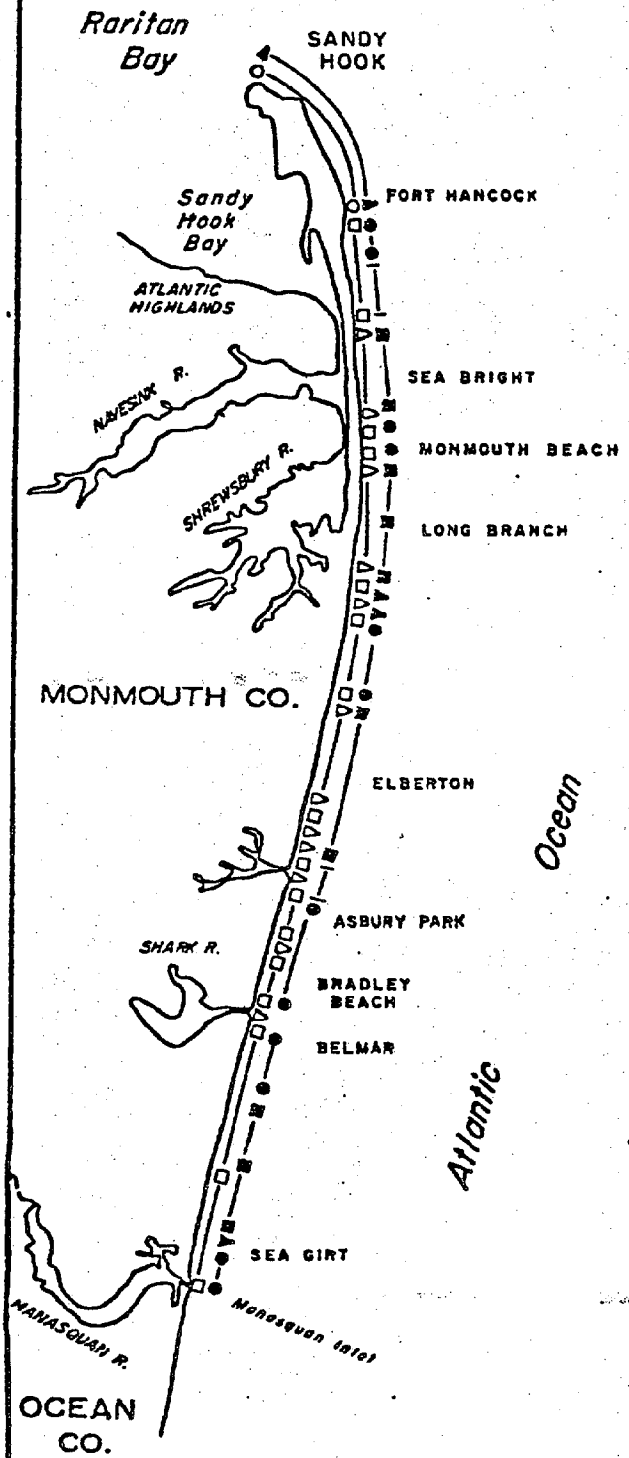 Raritan
Bay
SANDY
HOOK
FORT HANCOCK
Sandy
Hook
Bay
ATLANTIC
HIGHLANDS
SEA BRIGHT
NAVESINK R.
MONMOUTH BEACH
SHREWSBURY R.
LONG BRANCH
MONMOUTH CO.
ELBERTON
Ocean
ASBURY PARK
SHARK R.
BRADLEY
BEACH
BELMAR
Atlantic
SEA GIRT
MANASQUAN R.
Manasquan Inlet
OCEAN
CO.